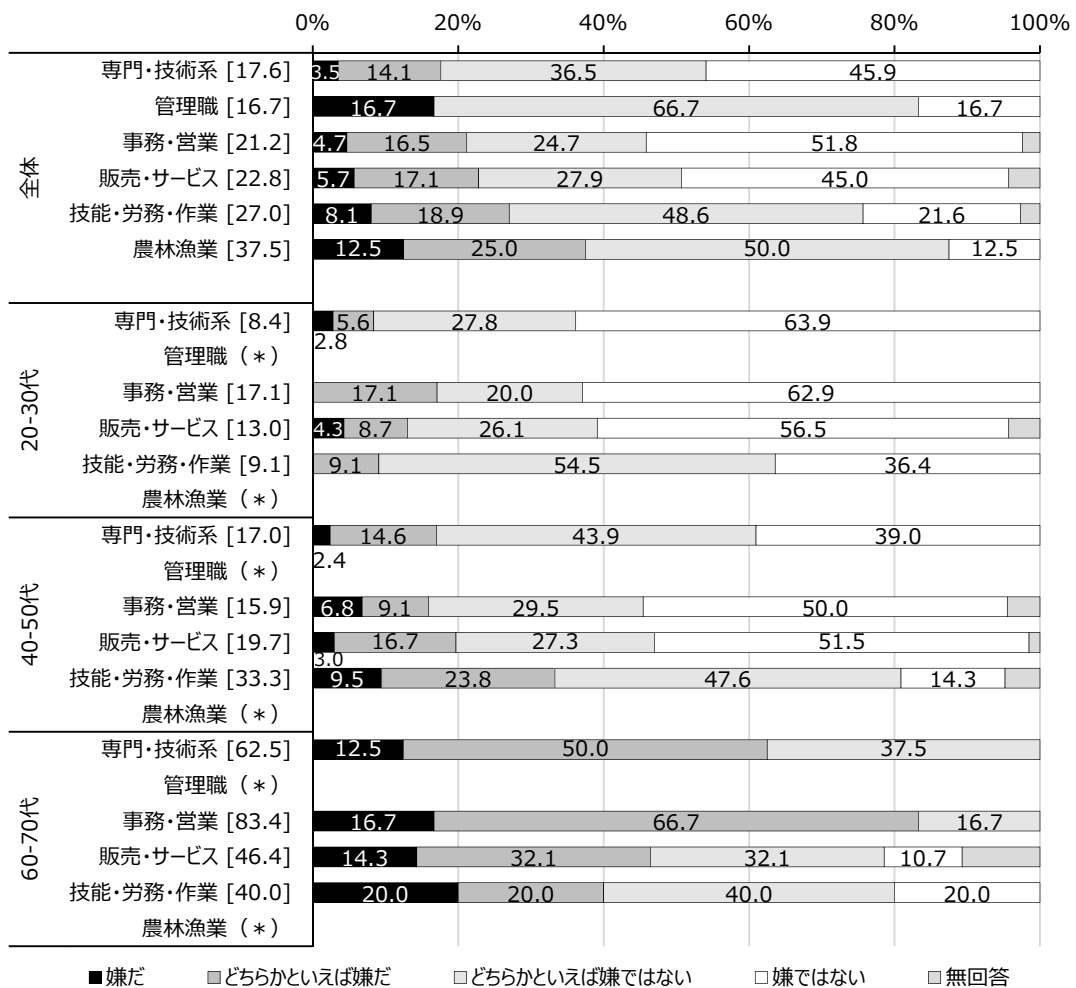 0% 20% 40% 60% 80% 100%
全体
専門・技術系 [17.6] 3.5 14.1 36.5 45.9
管理職 [16.7] 16.7 66.7 16.7
事務・営業 [21.2] 4.7 16.5 24.7 51.8
販売・サービス [22.8] 5.7 17.1 27.9 45.0
技能・労務・作業 [27.0] 8.1 18.9 48.6 21.6
農林漁業 [37.5] 12.5 25.0 50.0 12.5
20-30代
専門・技術系 [8.4] 5.6 27.8 63.9
2.8
管理職（＊）
事務・営業 [17.1] 17.1 20.0 62.9
販売・サービス [13.0] 4.3 8.7 26.1 56.5
技能・労務・作業 [9.1] 9.1 54.5 36.4
農林漁業（＊）
40-50代
専門・技術系 [17.0] 14.6 43.9 39.0
2.4
管理職（＊）
事務・営業 [15.9] 6.8 9.1 29.5 50.0
販売・サービス [19.7] 16.7 27.3 51.5
3.0
技能・労務・作業 [33.3] 9.5 23.8 47.6 14.3
農林漁業（＊）
60-70代
専門・技術系 [62.5] 12.5 50.0 37.5
管理職（＊）
事務・営業 [83.4] 16.7 66.7 16.7
販売・サービス [46.4] 14.3 32.1 32.1 10.7
技能・労務・作業 [40.0] 20.0 20.0 40.0 20.0
農林漁業（＊）
嫌だ どちらかといえば嫌だ どちらかといえば嫌ではない 嫌ではない 無回答